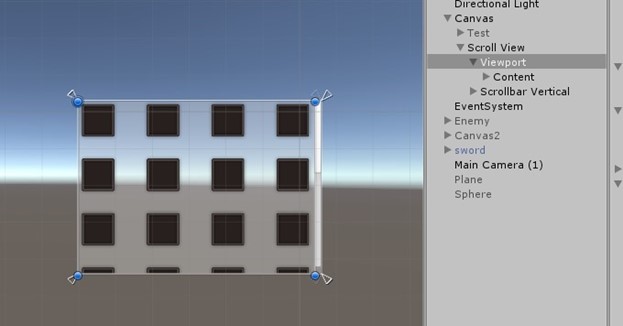 Directional Light
Canvas
Test
Scroll View
Viewport
Content
Scrollbar Vertical
EventSystem
Enemy
Canvas2
sword
Main Camera (1)
Plane
Sphere